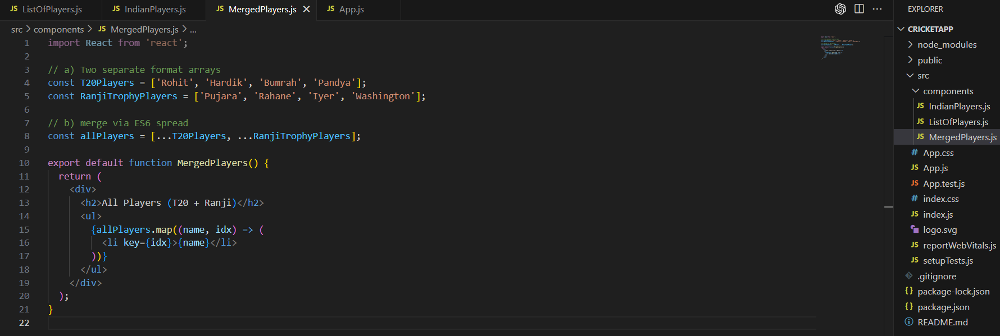 JS ListOfPlayers.js JS IndianPlayers.js JS MergedPlayers.js JS App.js
src components JS MergedPlayers.js ...
1 import React from 'react';
2
3 // a) Two separate format arrays
4 const T20Players = ['Rohit', 'Hardik', 'Bumrah', 'Pandya'];
5 const RanjiTrophyPlayers = ['Pujara', 'Rahane', 'Iyer', 'Washington'];
6
7 // b) merge via ES6 spread
8 const allPlayers = [...T20Players, ...RanjiTrophyPlayers];
9
10 export default function MergedPlayers() {
11 return (
12 <div>
13 <h2>All Players (T20 + Ranji)</h2>
14 <ul>
15 {allPlayers.map((name, idx) => (
16 <li key={idx}>{name}</li>
17 ))}
18 </ul>
19 </div>
20 );
21 }
22
EXPLORER
CRICKETAPP
node_modules
public
src
components
JS IndianPlayers.js
JS ListOfPlayers.js
JS MergedPlayers.js
# App.css
JS App.js
JS App.test.js
# index.css
JS index.js
logo.svg
JS reportWebVitals.js
JS setupTests.js
.gitignore
{} package-lock.json
{} package.json
README.md